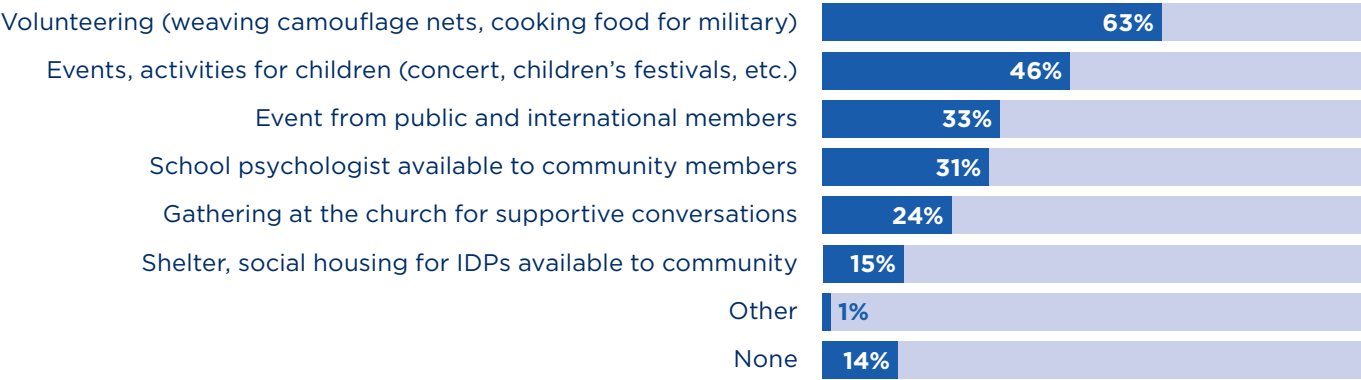 Volunteering (weaving camouflage nets, cooking food for military) 63%
Events, activities for children (concert, children’s festivals, etc.) 46%
Event from public and international members 33%
School psychologist available to community members 31%
Gathering at the church for supportive conversations 24%
Shelter, social housing for IDPs available to community 15%
Other 1%
None 14%